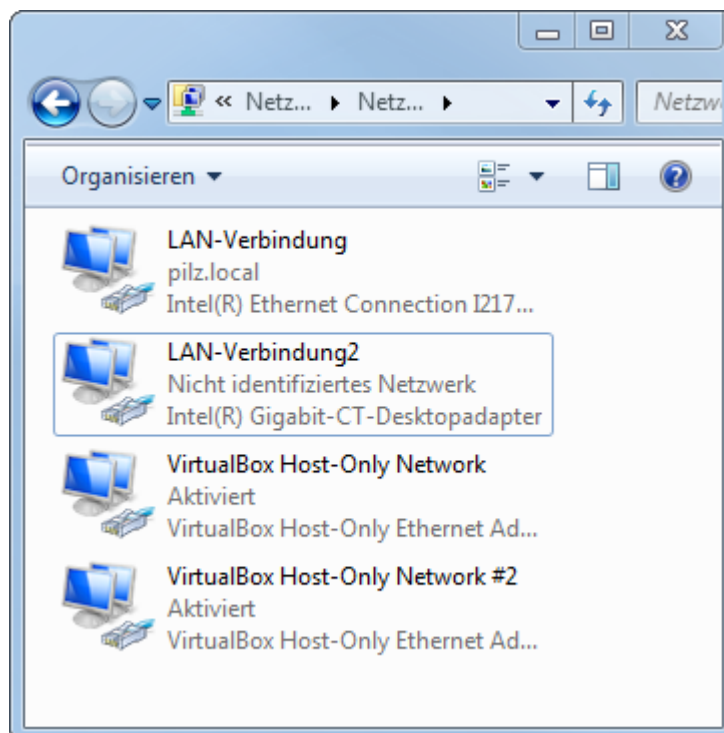 « Netz... ▸ Netz... ▸
Netzw
Organisieren
LAN-Verbindung
pilz.local
Intel(R) Ethernet Connection I217...
LAN-Verbindung2
Nicht identifiziertes Netzwerk
Intel(R) Gigabit-CT-Desktopadapter
VirtualBox Host-Only Network
Aktiviert
VirtualBox Host-Only Ethernet Ad...
VirtualBox Host-Only Network #2
Aktiviert
VirtualBox Host-Only Ethernet Ad...